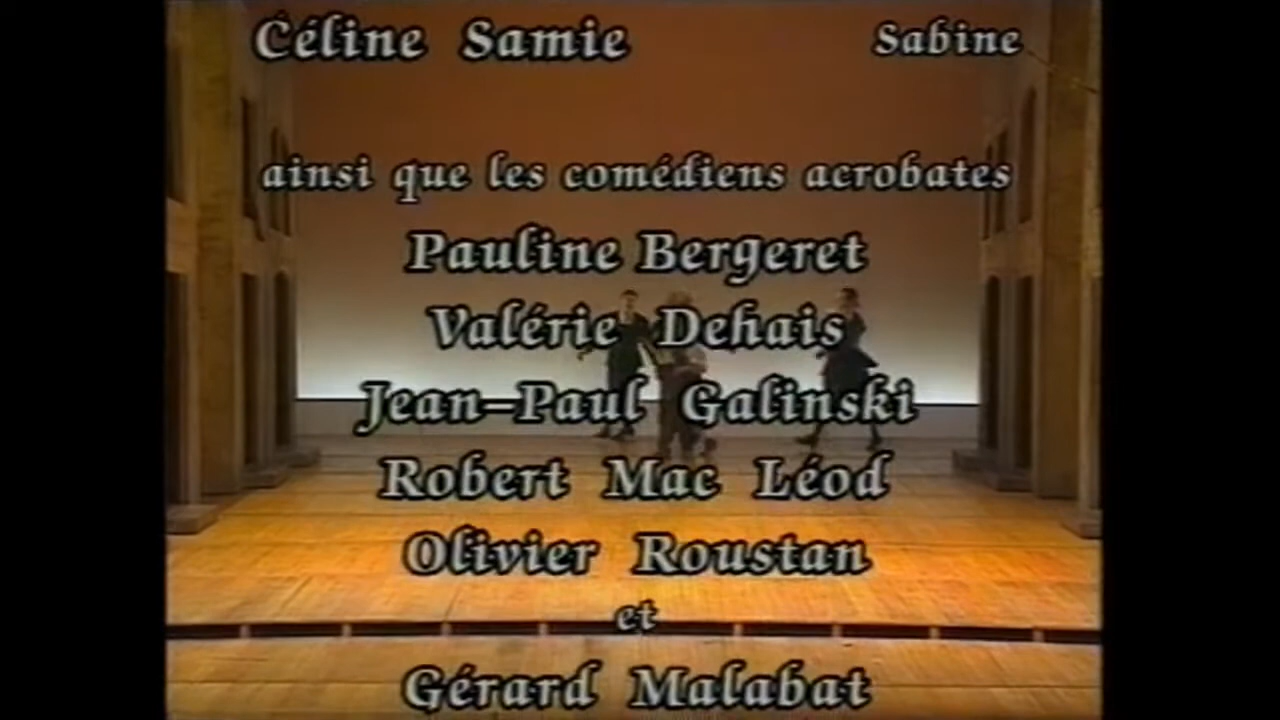 Céline Samie Sabine
ainsi que les comédiens acrobates
Pauline Bergeret
Valérie Dehais
Jean-Paul Galinski
Robert Mac Léod
Olivier Roustan
et
Gérard Malabat